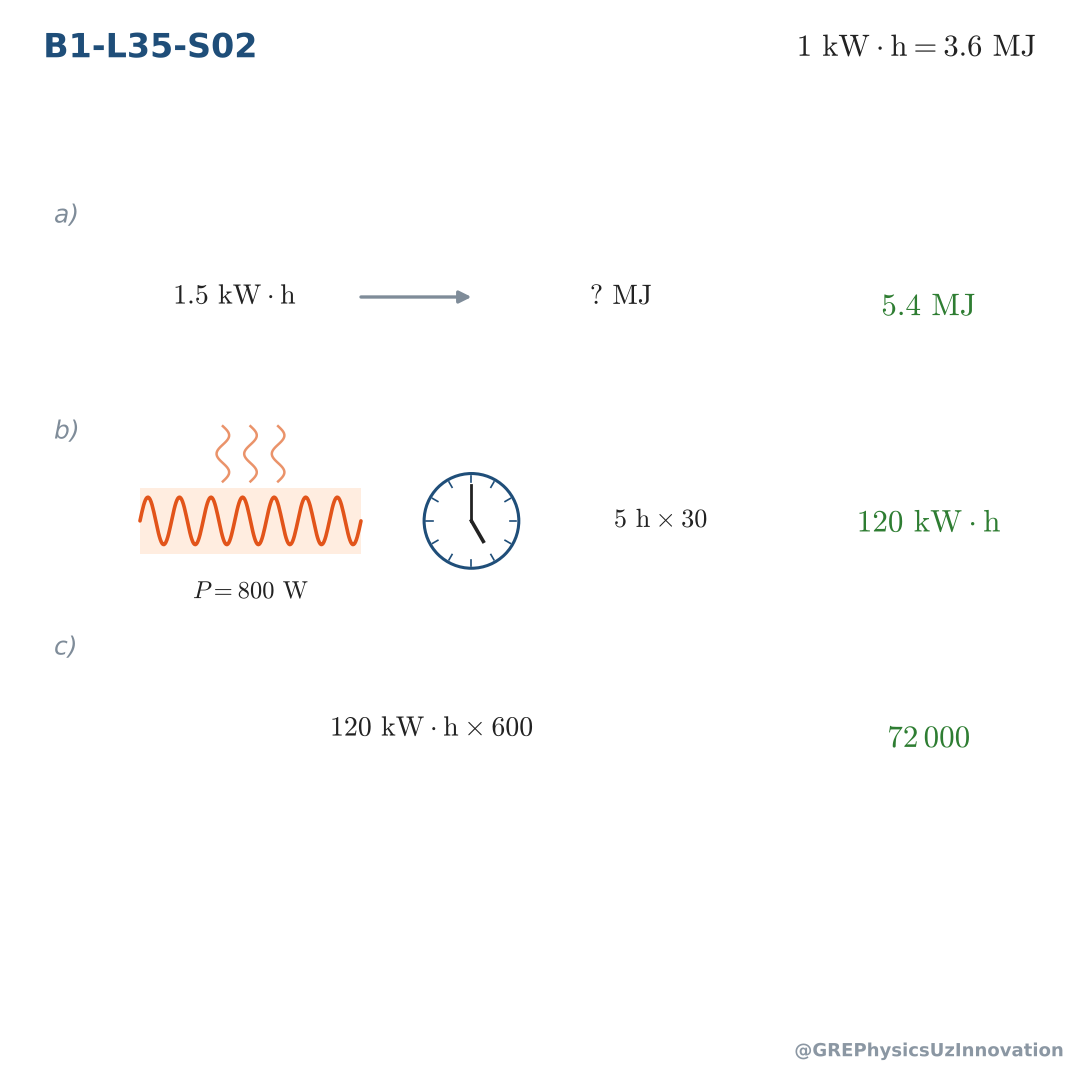 B1-L35-S02
1 kW · h = 3.6 MJ
a)
1.5 kW · h
? MJ
5.4 MJ
b)
5 h × 30
120 kW · h
P = 800 W
c)
120 kW · h × 600
72 000
@GREPhysicsUzInnovation